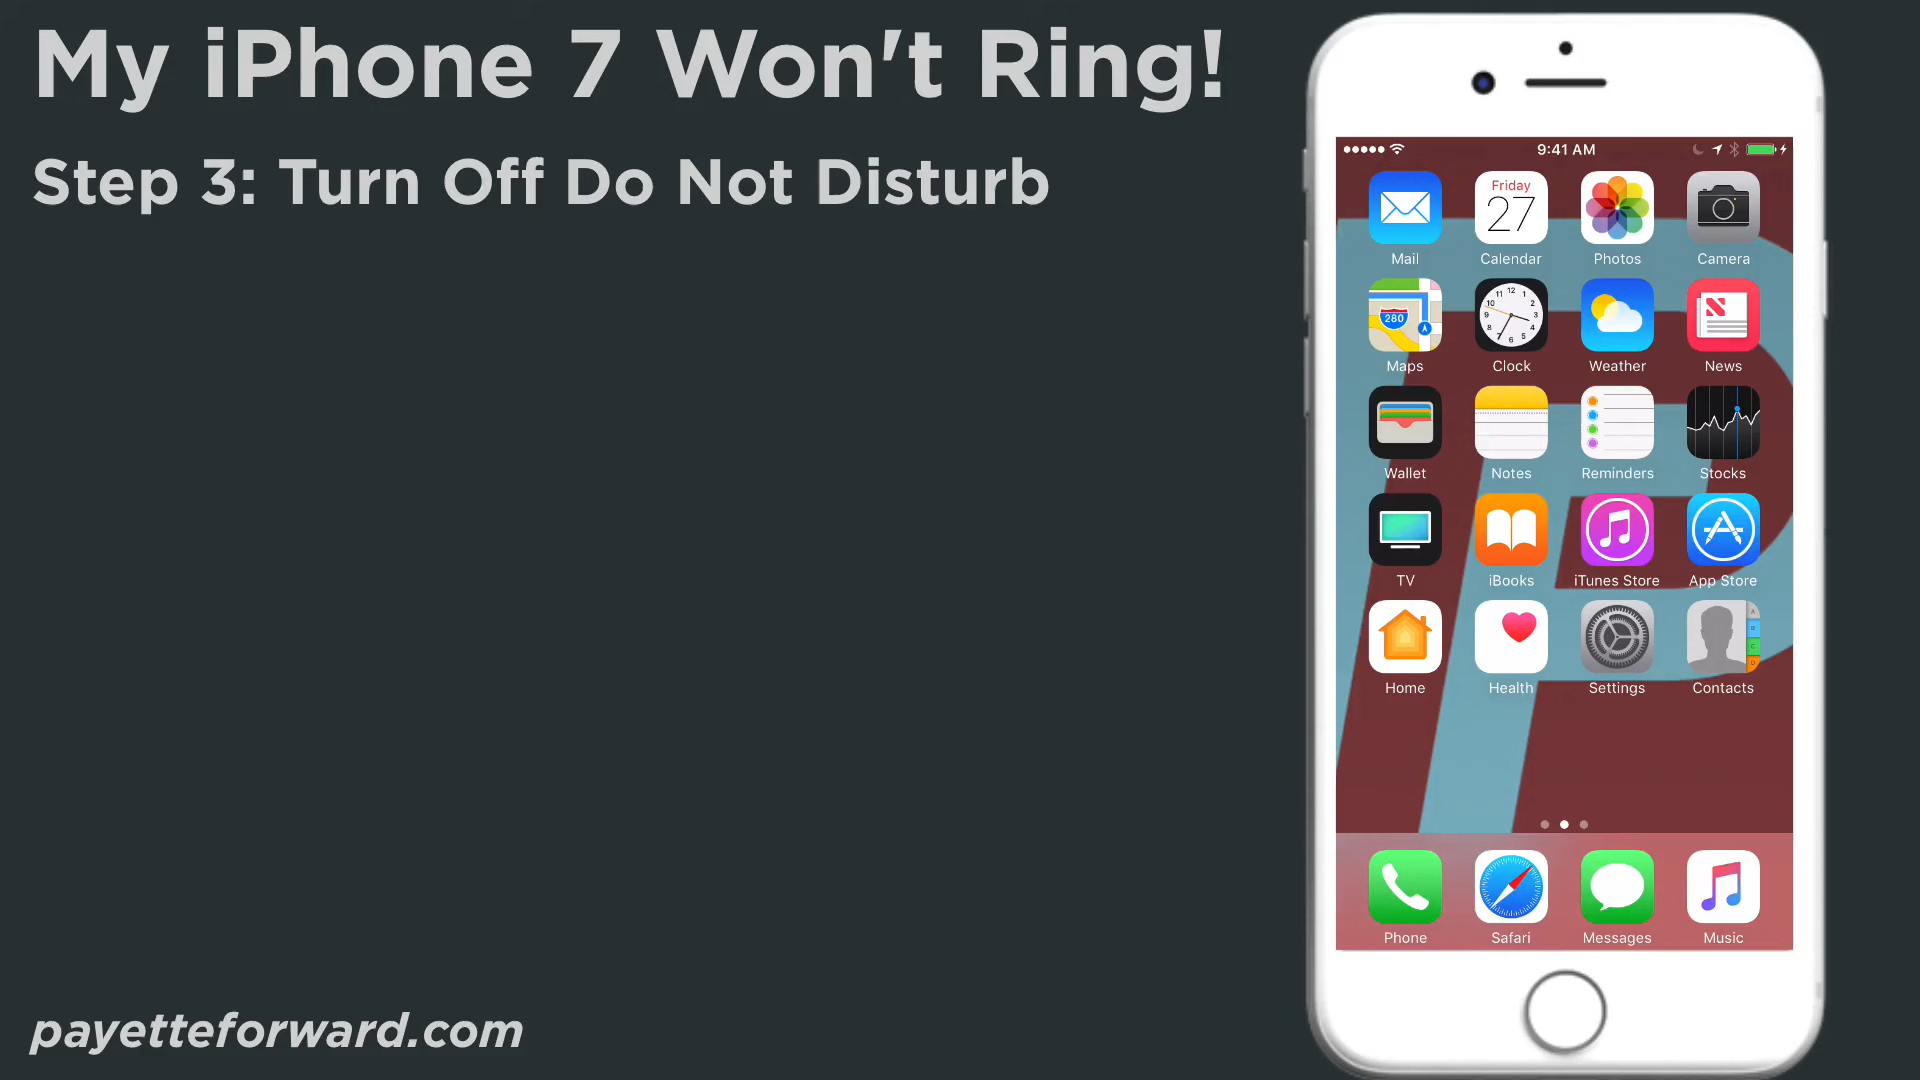 My iPhone 7 Won't Ring!
Step 3: Turn Off Do Not Disturb
9:41 AM
Friday
27
Mail Calendar Photos Camera
280
Maps Clock Weather News
Wallet Notes Reminders Stocks
TV iBooks iTunes Store App Store
Home Health Settings Contacts
Phone Safari Messages Music
payetteforward.com